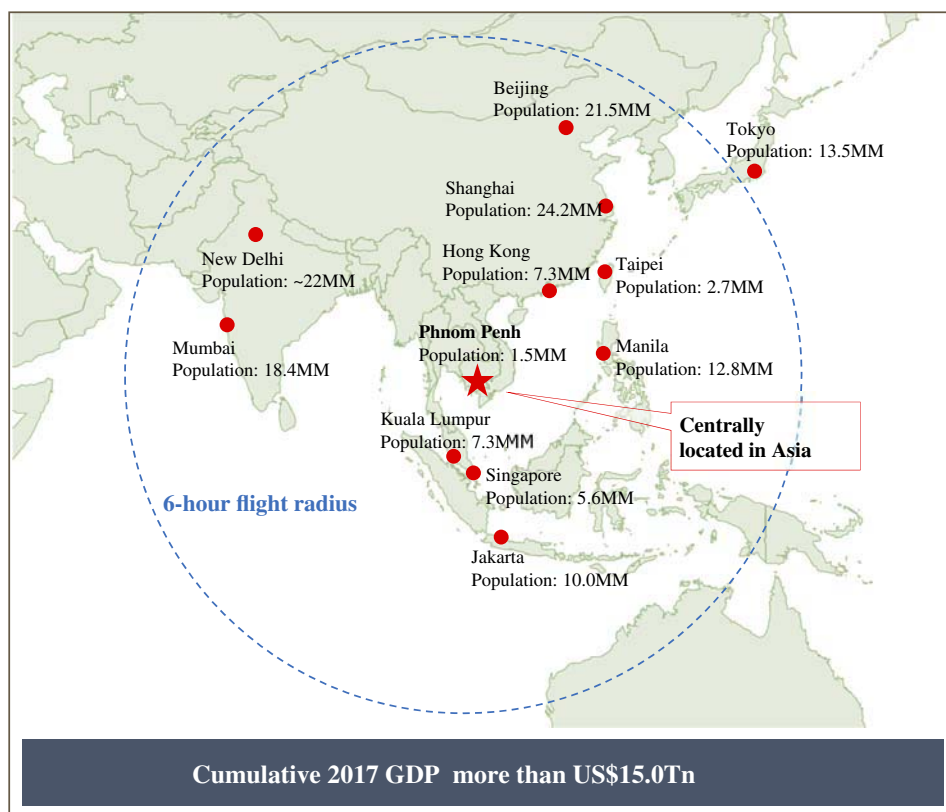 Beijing
Population: 21.5MM
Tokyo
Population: 13.5MM
Shanghai
Population: 24.2MM
New Delhi
Population: ~22MM
Hong Kong
Population: 7.3MM
Taipei
Population: 2.7MM
Phnom Penh
Population: 1.5MM
Mumbai
Population: 18.4MM
Manila
Population: 12.8MM
Centrally
located in Asia
Kuala Lumpur
Population: 7.3MMM
Singapore
Population: 5.6MM
6-hour flight radius
Jakarta
Population: 10.0MM
Cumulative 2017 GDP more than US$15.0Tn